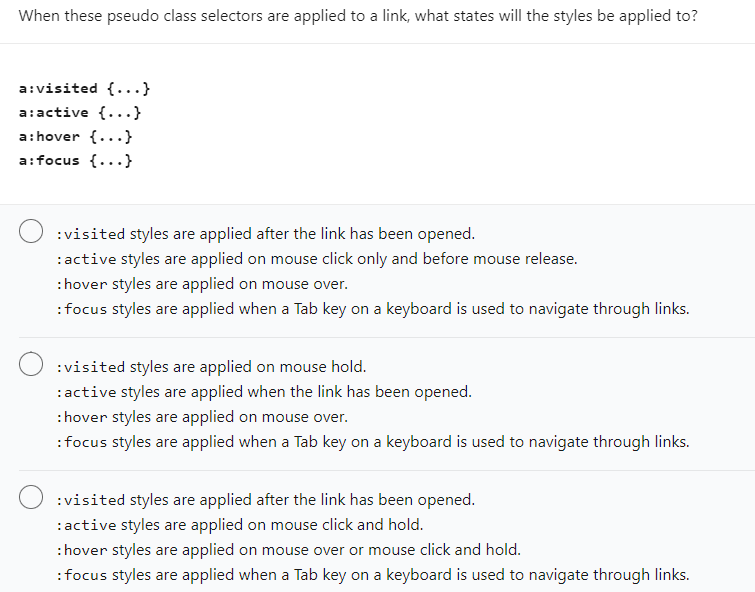 When these pseudo class selectors are applied to a link, what states will the styles be applied to?
a:visited {...}
a:active {...}
a:hover {...}
a:focus {...}
:visited styles are applied after the link has been opened.
:active styles are applied on mouse click only and before mouse release.
:hover styles are applied on mouse over.
:focus styles are applied when a Tab key on a keyboard is used to navigate through links.
:visited styles are applied on mouse hold.
:active styles are applied when the link has been opened.
:hover styles are applied on mouse over.
:focus styles are applied when a Tab key on a keyboard is used to navigate through links.
:visited styles are applied after the link has been opened.
:active styles are applied on mouse click and hold.
:hover styles are applied on mouse over or mouse click and hold.
:focus styles are applied when a Tab key on a keyboard is used to navigate through links.